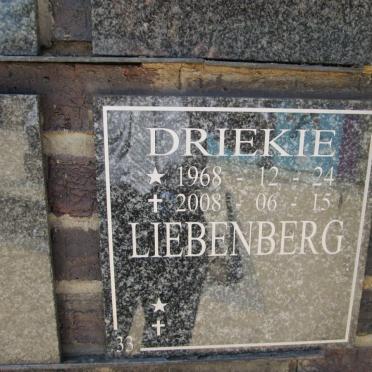 DRIEKIE
★ 1968 - 12 - 24
✝ 2008 - 06 - 15
LIEBENBERG
★
✝
33